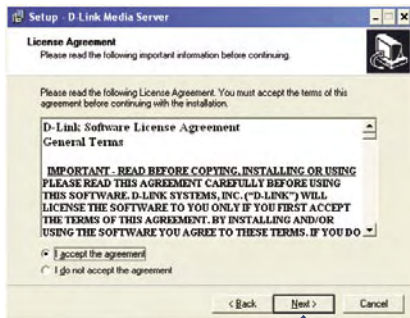 Setup - D-Link Media Server
License Agreement
Please read the following important information before continuing.
Please read the following License Agreement. You must accept the terms of this
agreement before continuing with the installation.
D-Link Software License Agreement
General Terms
IMPORTANT - READ BEFORE COPYING, INSTALLING OR USING
PLEASE READ THIS AGREEMENT CAREFULLY BEFORE USING
THIS SOFTWARE. D-LINK SYSTEMS, INC. ("D-LINK") WILL
LICENSE THE SOFTWARE TO YOU ONLY IF YOU FIRST ACCEPT
THE TERMS OF THIS AGREEMENT. BY INSTALLING AND/OR
USING THE SOFTWARE YOU AGREE TO THESE TERMS. IF YOU DO
I accept the agreement
I do not accept the agreement
< Back Next > Cancel